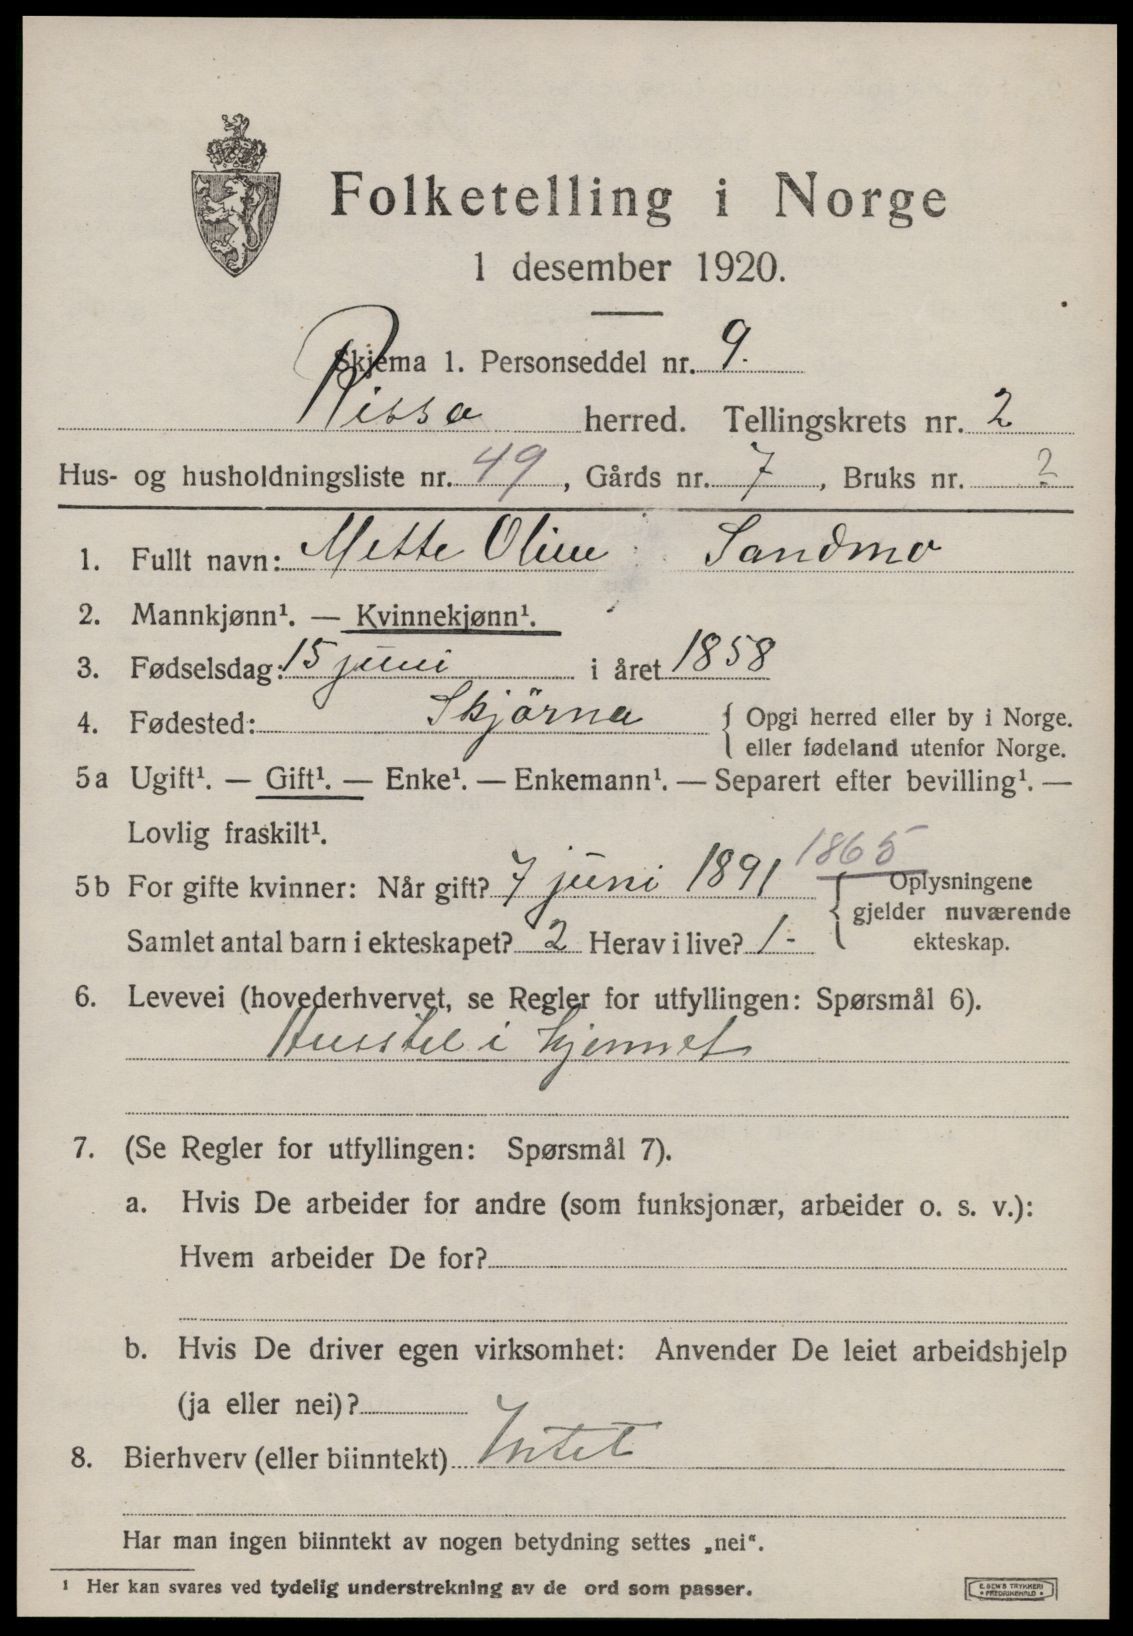 Folketelling i Norge
1 desember 1920.
Skjema 1. Personseddel nr. 9.
Rissa herred. Tellingskrets nr. 2
Hus- og husholdningsliste nr. 49, Gårds nr. 7, Bruks nr. 2
1. Fullt navn: Mette Oline Sandmo
2. Mannkjønn¹. — Kvinnekjønn¹.
3. Fødselsdag: 15 juni i året 1858
4. Fødested: Skjörna { Opgi herred eller by i Norge.
eller fødeland utenfor Norge.
5a Ugift¹. — Gift¹. — Enke¹. — Enkemann¹. — Separert efter bevilling¹. —
Lovlig fraskilt¹.
1865
5b For gifte kvinner: Når gift? 7 juni 1891 { Oplysningene
gjelder nuværende
Samlet antal barn i ekteskapet? 2 Herav i live? 1- ekteskap.
6. Levevei (hovederhvervet, se Regler for utfyllingen: Spørsmål 6).
Husstel i hjemmet
7. (Se Regler for utfyllingen: Spørsmål 7).
a. Hvis De arbeider for andre (som funksjonær, arbeider o. s. v.):
Hvem arbeider De for?
b. Hvis De driver egen virksomhet: Anvender De leiet arbeidshjelp
(ja eller nei)?
8. Bierhverv (eller biinntekt) Intet
Har man ingen biinntekt av nogen betydning settes „nei“.
¹ Her kan svares ved tydelig understrekning av de ord som passer.
E. SEM'S TRYKKERI
• FREDRIKSHALD •